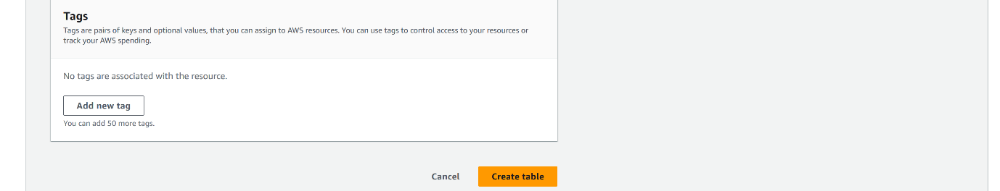 Tags
Tags are pairs of keys and optional values, that you can assign to AWS resources. You can use tags to control access to your resources or
track your AWS spending.
No tags are associated with the resource.
Add new tag
You can add 50 more tags.
Cancel
Create table